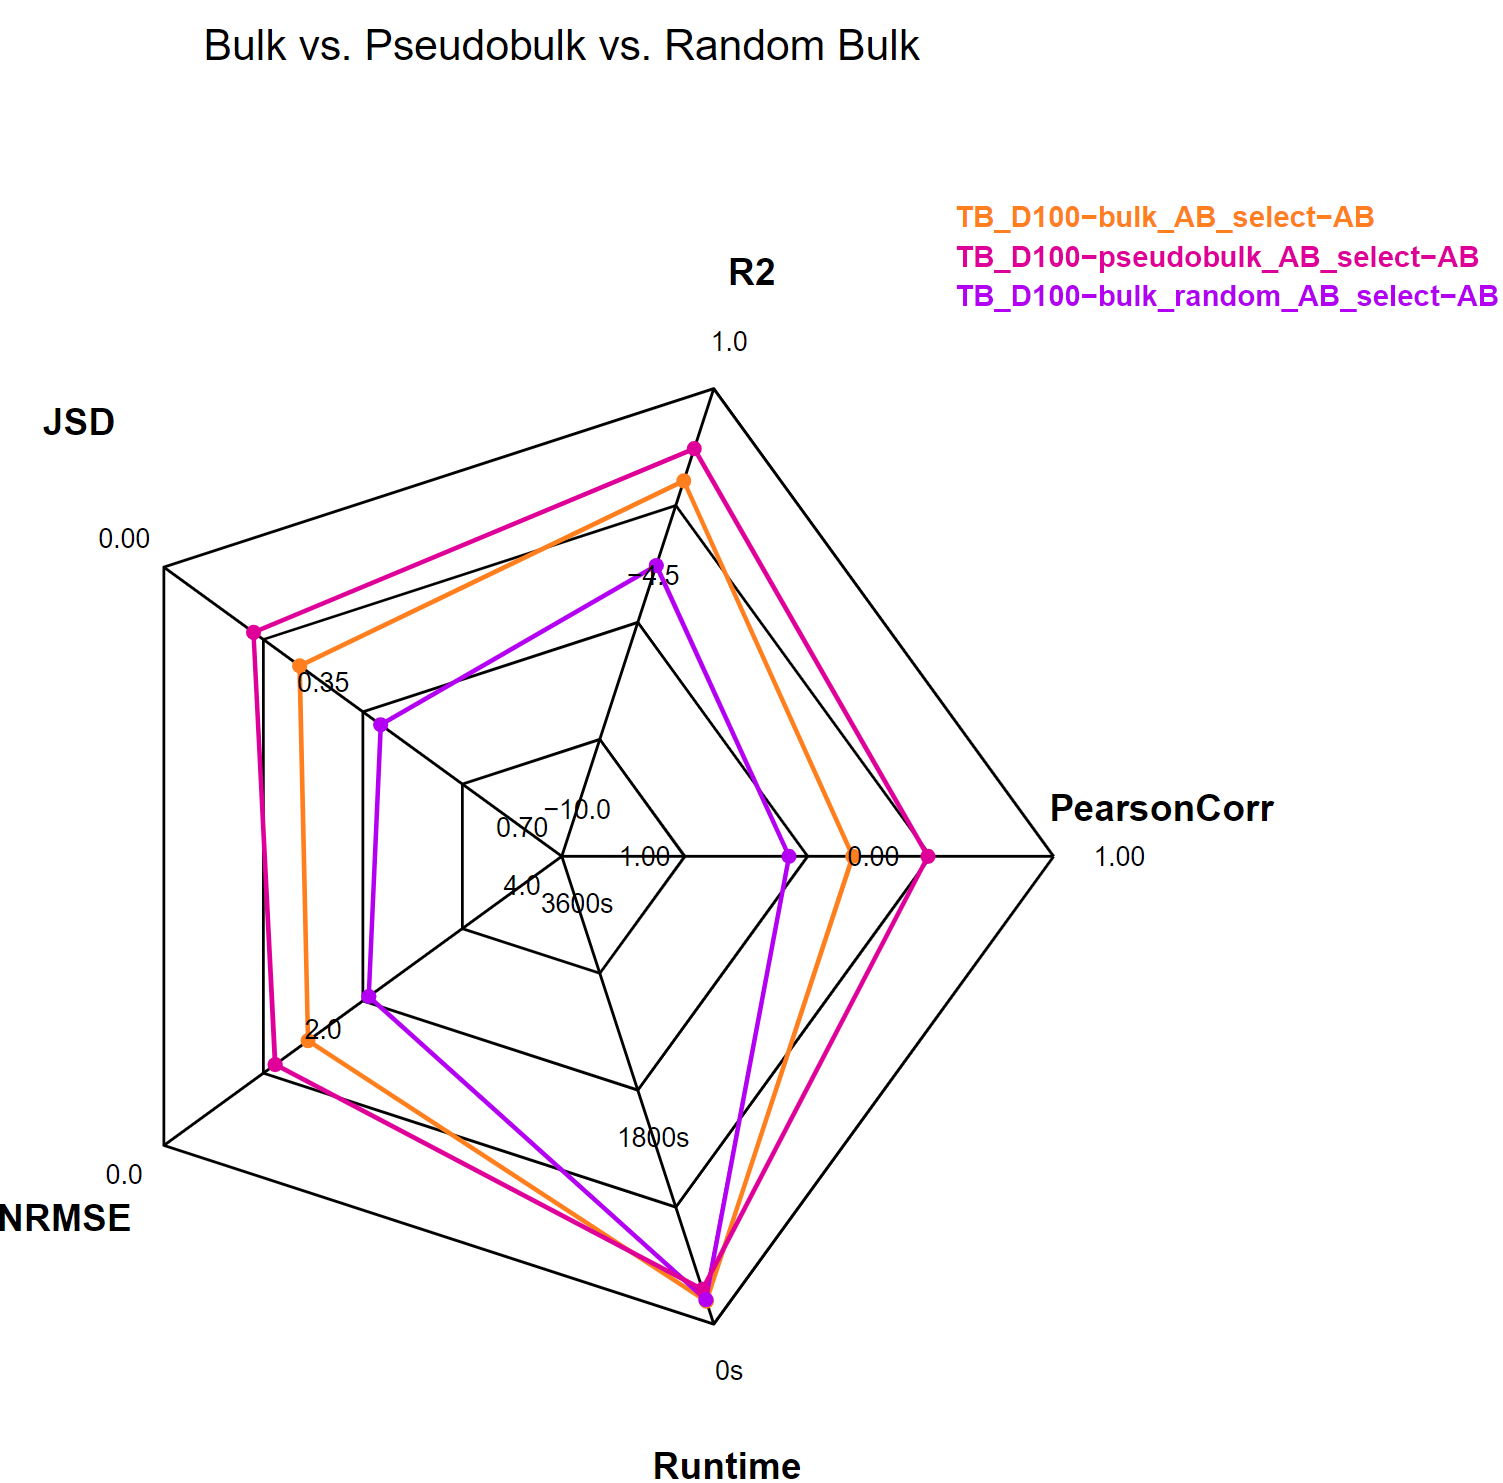 Bulk vs. Pseudobulk vs. Random Bulk
TB_D100−bulk_AB_select−AB
TB_D100−pseudobulk_AB_select−AB
TB_D100−bulk_random_AB_select−AB
R2
1.0
JSD
0.00
−4.5
0.35
−10.0
PearsonCorr
0.70
1.00
0.00
1.00
4.0
3600s
2.0
1800s
0.0
NRMSE
0s
Runtime